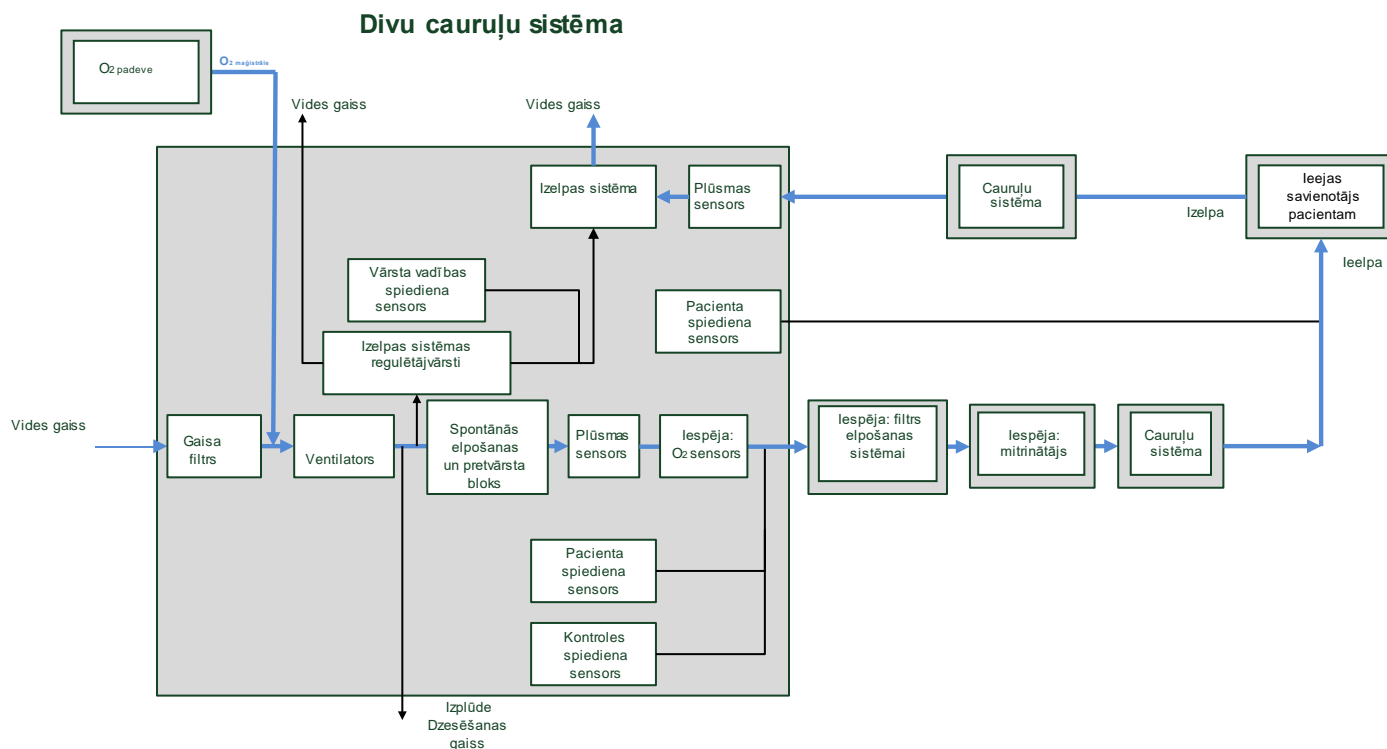 Divu cauruļu sistēma
O2 padeve
O2 maģistrāle
Vides gaiss
Vides gaiss
Izelpas sistēma
Plūsmas
sensors
Cauruļu
sistēma
Izelpa
Ieejas
savienotājs
pacientam
Ieelpa
Vārsta vadības
spiediena
sensors
Pacienta
spiediena
sensors
Izelpas sistēmas
regulētājvārsti
Vides gaiss
Gaisa
filtrs
Ventilators
Spontānās
elpošanas
un pretvārsta
bloks
Plūsmas
sensors
Iespēja:
O2 sensors
Iespēja: filtrs
elpošanas
sistēmai
Iespēja:
mitrinātājs
Cauruļu
sistēma
Pacienta
spiediena
sensors
Kontroles
spiediena
sensors
Izplūde
Dzesēšanas
gaiss